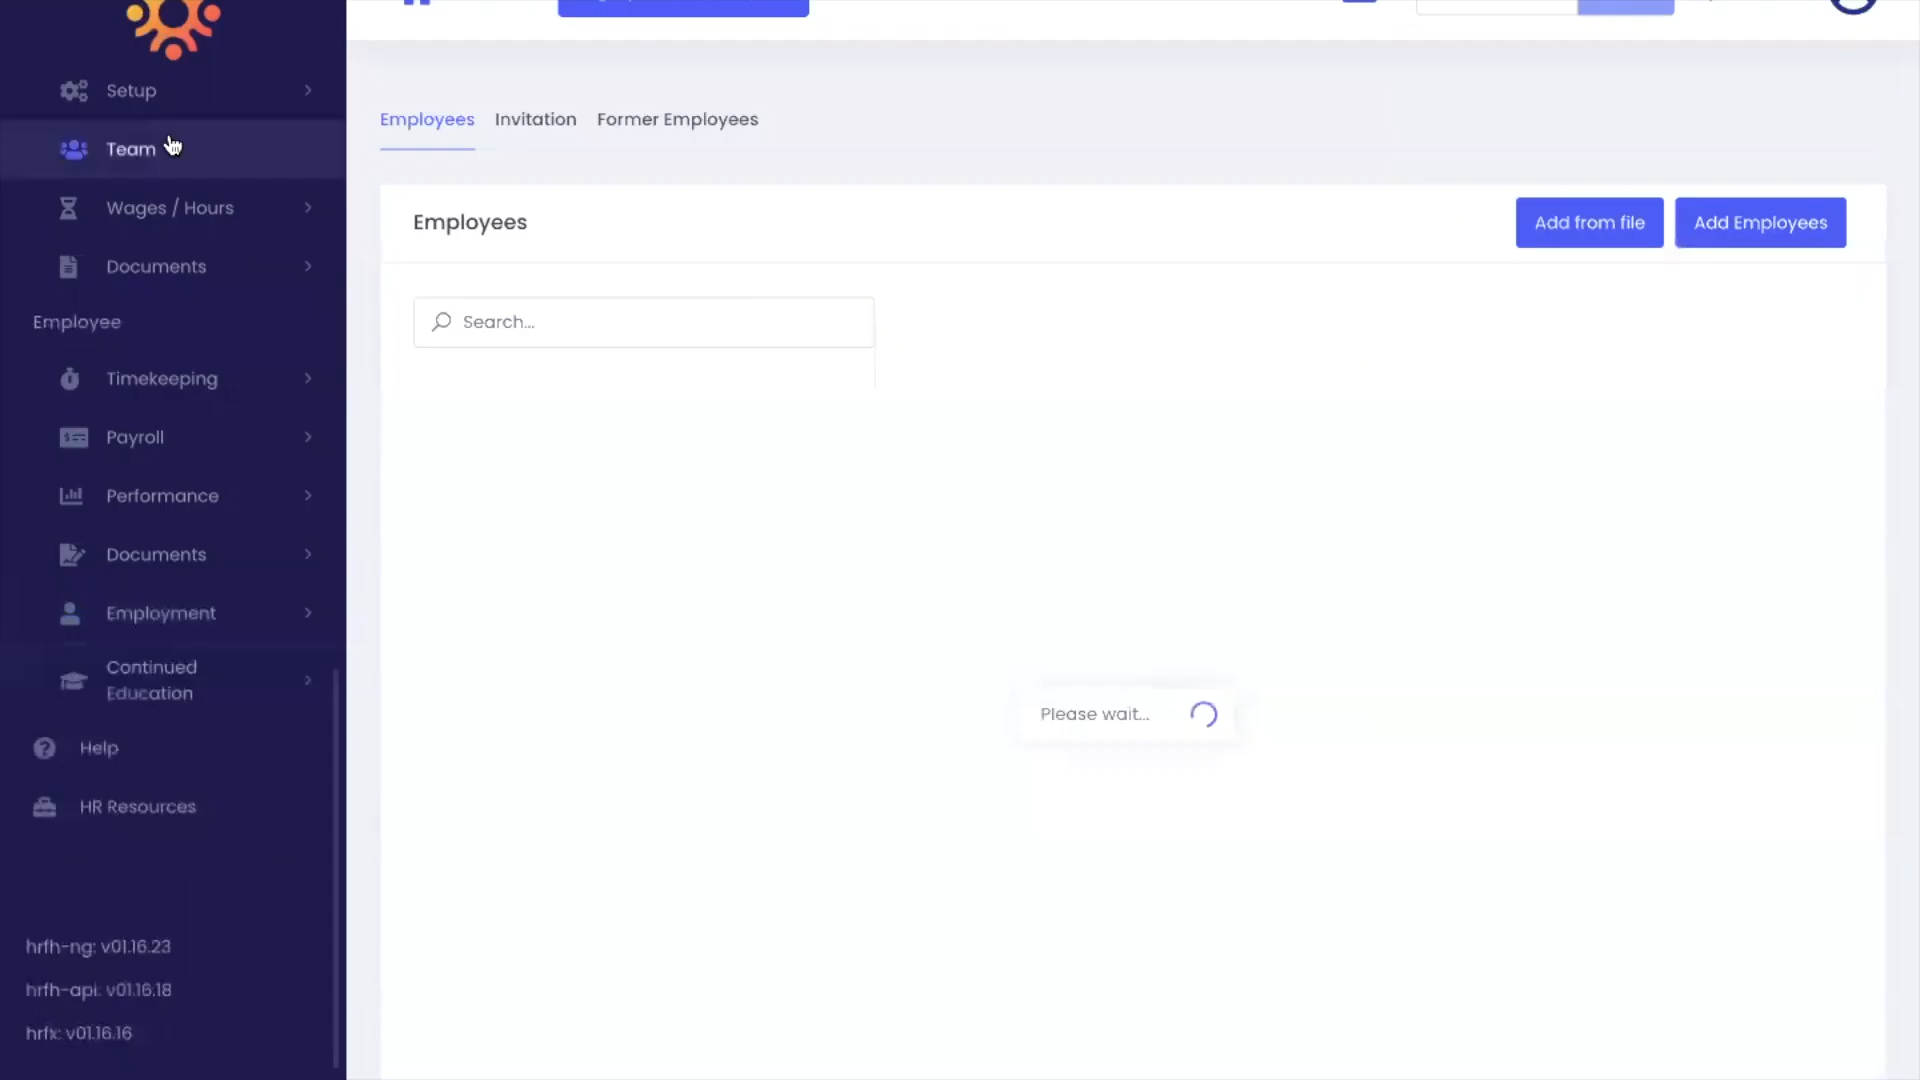 Setup
Team
Wages / Hours
Documents
Employee
Timekeeping
Payroll
Performance
Documents
Employment
Continued
Education
Help
HR Resources
hrfh-ng: v01.16.23
hrfh-api: v01.16.18
hrfx: v01.16.16
Employees
Invitation
Former Employees
Employees
Add from file
Add Employees
Search...
Please wait...